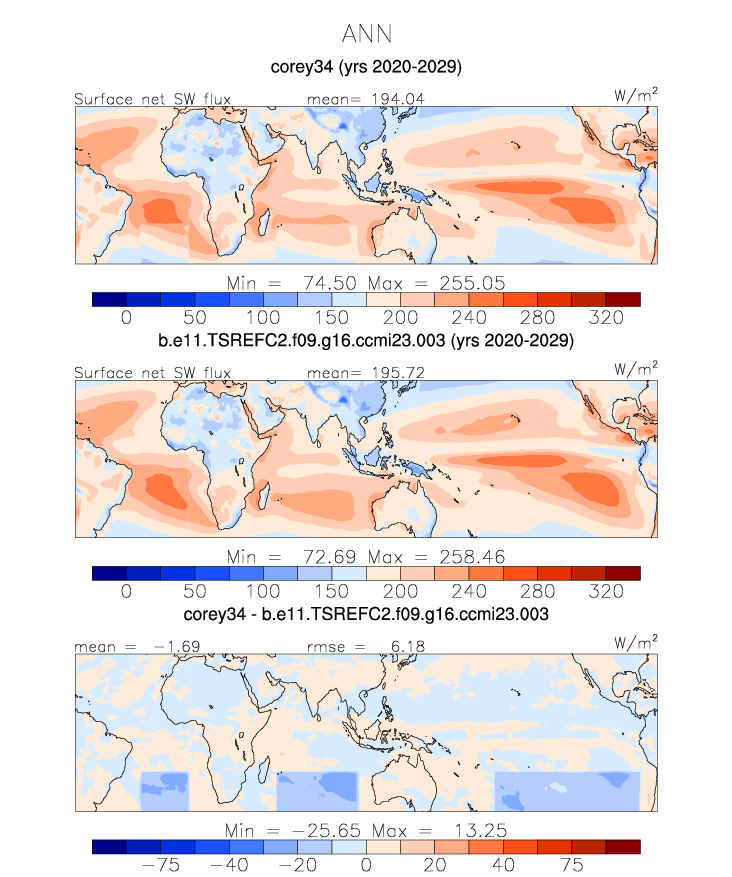 ANN
corey34 (yrs 2020-2029)
Surface net SW flux mean= 194.04 W/m²
Min = 74.50 Max = 255.05
0 50 100 150 200 240 280 320
b.e11.TSREFC2.f09.g16.ccmi23.003 (yrs 2020-2029)
Surface net SW flux mean= 195.72 W/m²
Min = 72.69 Max = 258.46
0 50 100 150 200 240 280 320
corey34 - b.e11.TSREFC2.f09.g16.ccmi23.003
mean = −1.69 rmse = 6.18 W/m²
Min = −25.65 Max = 13.25
−75 −40 −20 0 20 40 75